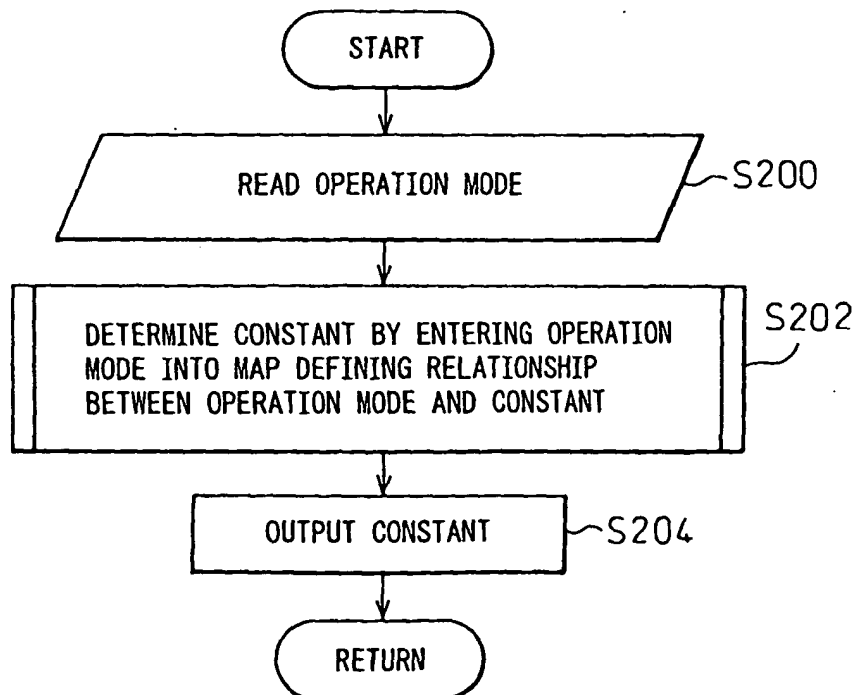 START
READ OPERATION MODE
S200
DETERMINE CONSTANT BY ENTERING OPERATION
MODE INTO MAP DEFINING RELATIONSHIP
BETWEEN OPERATION MODE AND CONSTANT
S202
OUTPUT CONSTANT
S204
RETURN